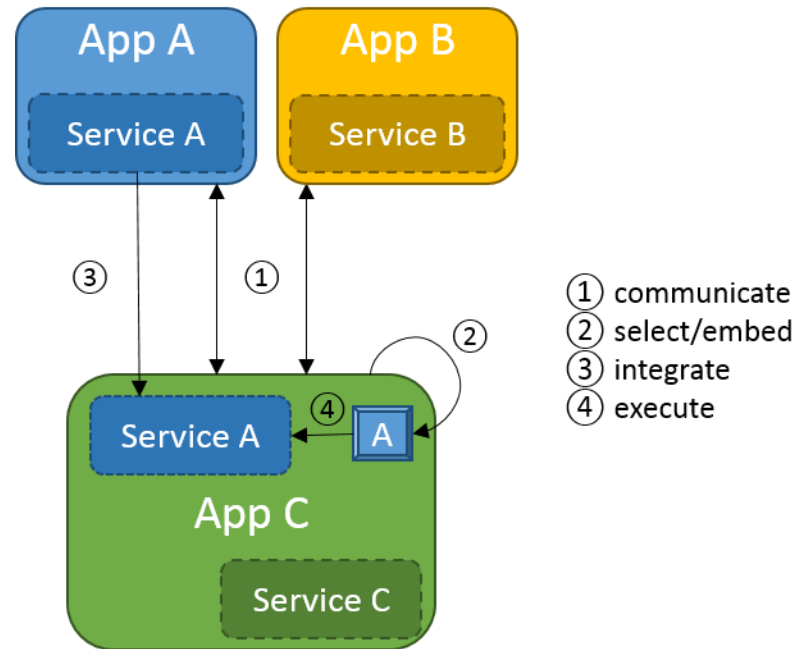 App A
App B
Service A
Service B
③
①
②
① communicate
② select/embed
③ integrate
④ execute
④
Service A
A
App C
Service C